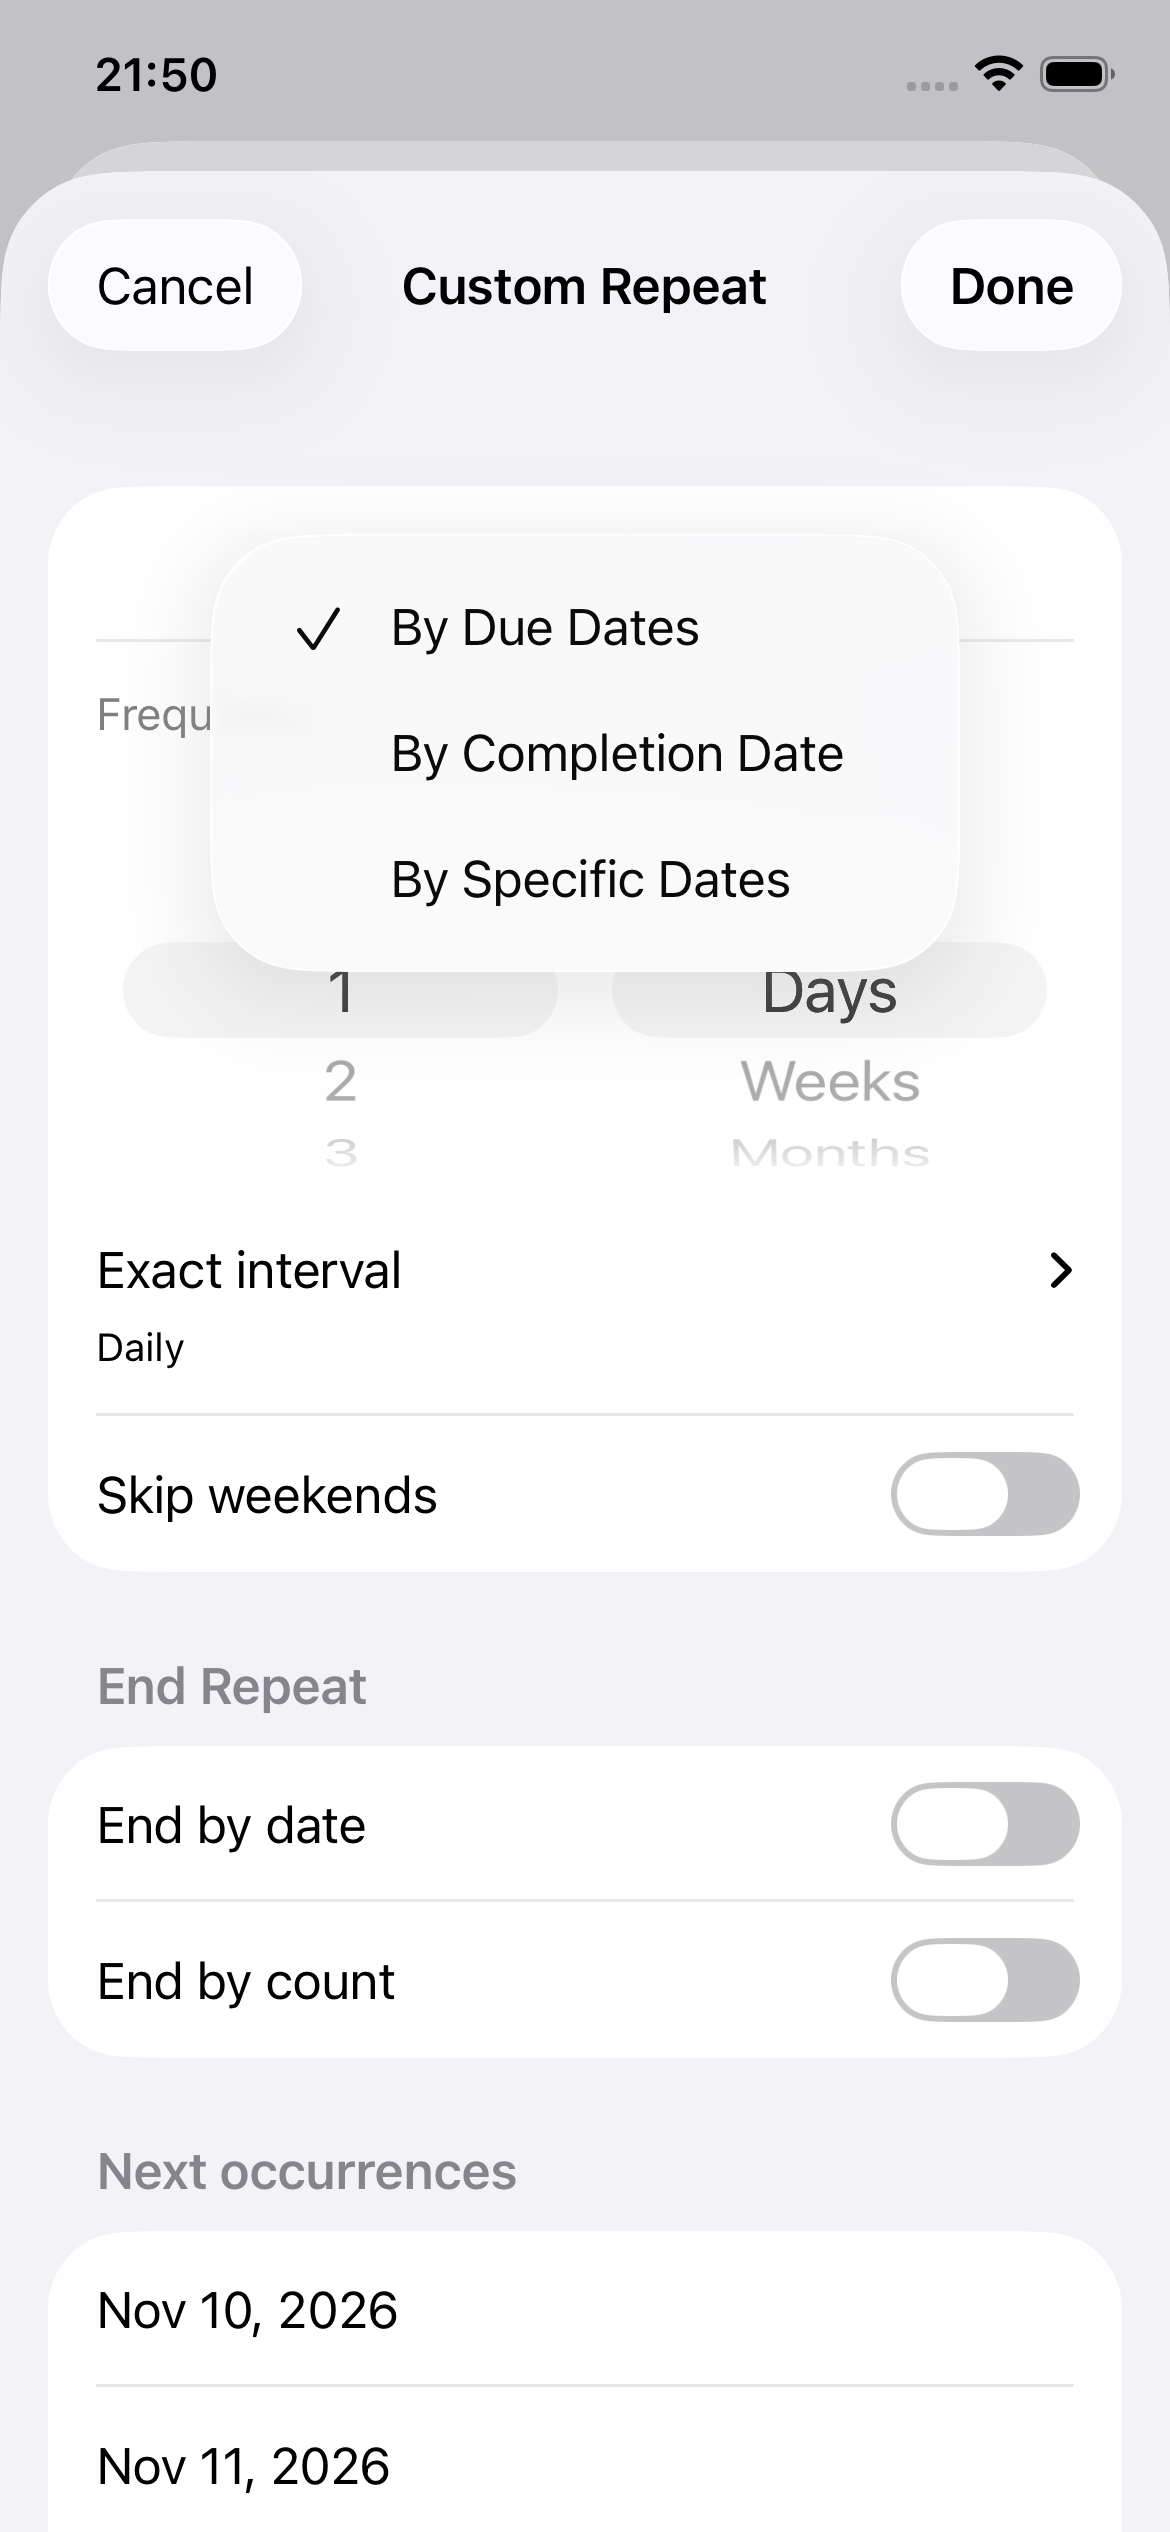 21:50
Cancel
Custom Repeat
Done
By Due Dates
By Completion Date
By Specific Dates
1
Days
2
Weeks
3
Months
Exact interval
Daily
Skip weekends
End Repeat
End by date
End by count
Next occurrences
Nov 10, 2026
Nov 11, 2026